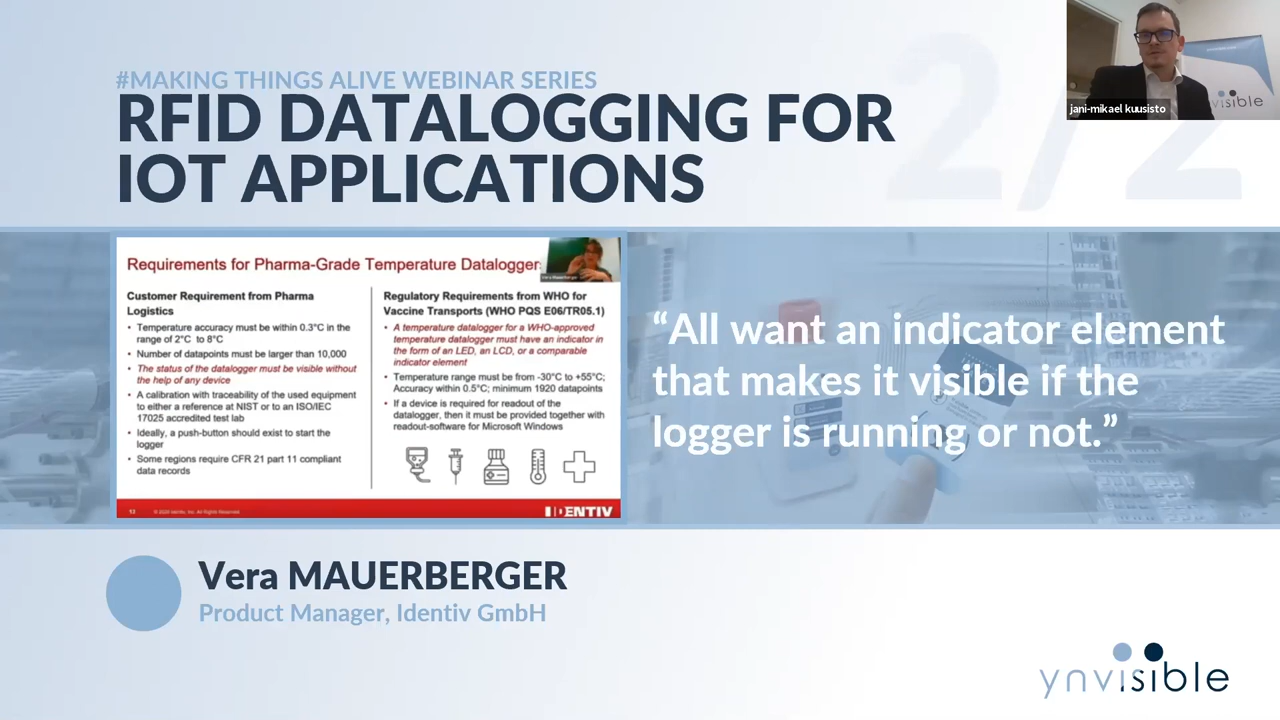 #MAKING THINGS ALIVE WEBINAR SERIES
RFID DATALOGGING FOR
IOT APPLICATIONS
2/2
jani-mikael kuusisto
Requirements for Pharma-Grade Temperature Datalogger
Customer Requirement from Pharma
Logistics
• Temperature accuracy must be within 0.3°C in the
range of 2°C to 8°C
• Number of datapoints must be larger than 10,000
• The status of the datalogger must be visible without
the help of any device
• A calibration with traceability of the used equipment
to either a reference at NIST or to an ISO/IEC
17025 accredited test lab
• Ideally, a push-button should exist to start the
logger
• Some regions require CFR 21 part 11 compliant
data records
Regulatory Requirements from WHO for
Vaccine Transports (WHO PQS E06/TR05.1)
• A temperature datalogger for a WHO-approved
temperature datalogger must have an indicator in
the form of an LED, an LCD, or a comparable
indicator element
• Temperature range must be from -30°C to +55°C;
Accuracy within 0.5°C; minimum 1920 datapoints
• If a device is required for readout of the
datalogger, then it must be provided together with
readout-software for Microsoft Windows
IDENTIV
“All want an indicator element
that makes it visible if the
logger is running or not.”
Vera MAUERBERGER
Product Manager, Identiv GmbH
ynvisible